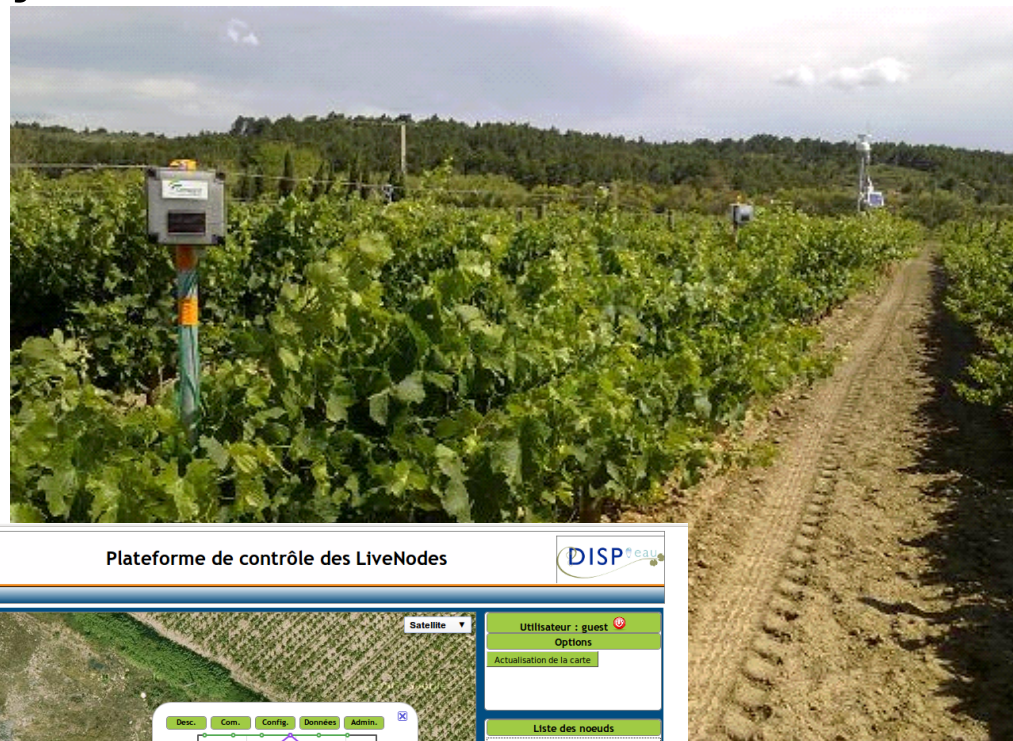 Plateforme de contrôle des LiveNodes
DISP eau
Satellite
Utilisateur : guest
Options
Actualisation de la carte
Desc. Com. Config. Données Admin.
Liste des noeuds